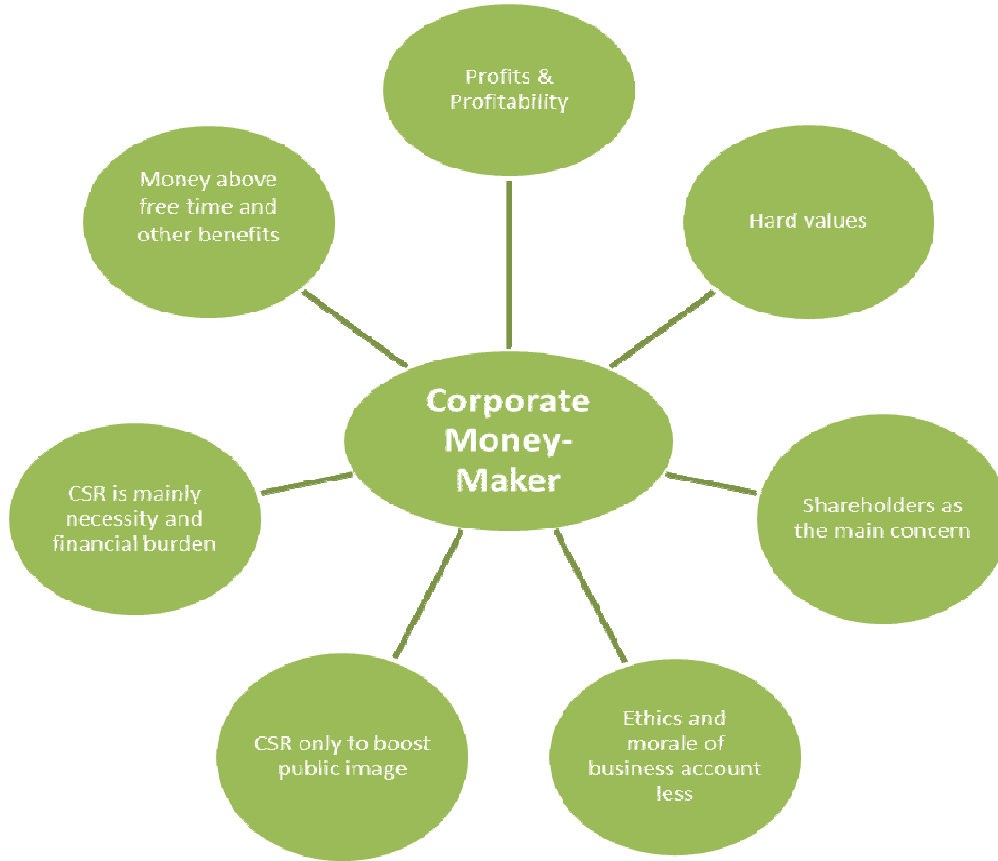 Profits &
Profitability
Money above
free time and
other benefits
Hard values
Corporate
Money-
Maker
CSR is mainly
necessity and
financial burden
Shareholders as
the main concern
CSR only to boost
public image
Ethics and
morale of
business account
less